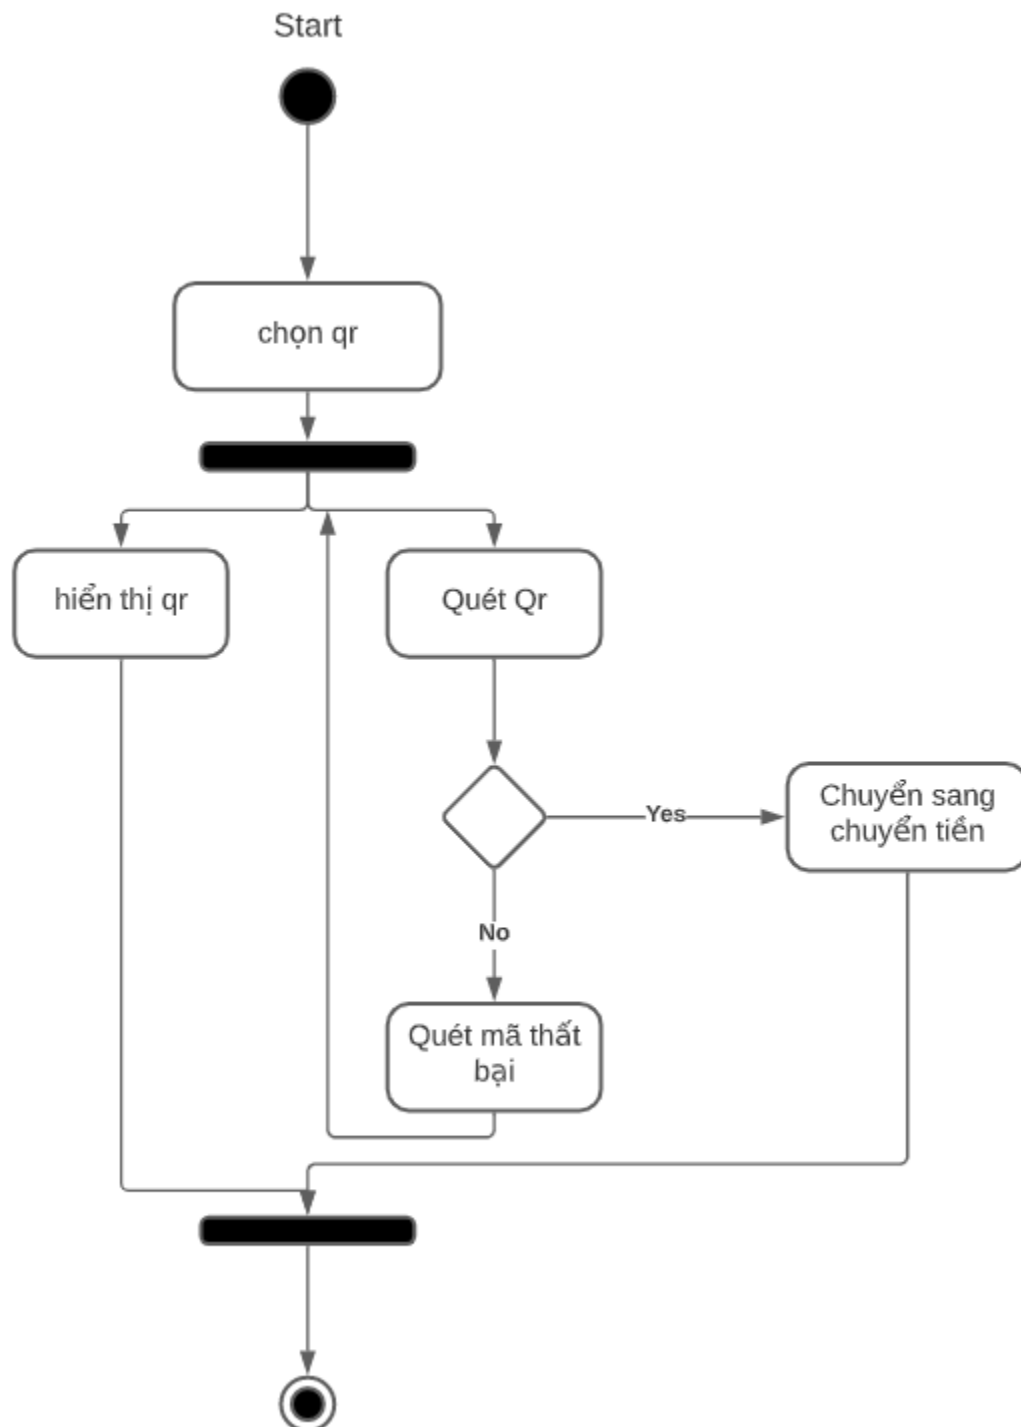 Start
chọn qr
hiển thị qr
Quét Qr
Chuyển sang
chuyển tiền
Yes
No
Quét mã thất
bại